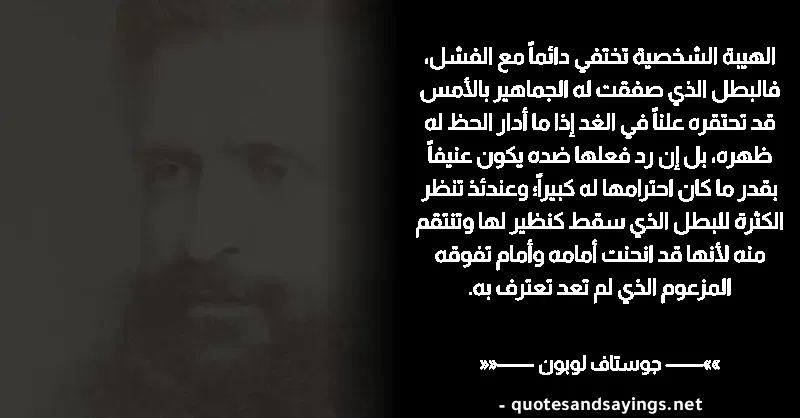 الهيبة الشخصية تختفي دائماً مع الفشل،
فالبطل الذي صفقت له الجماهير بالأمس
قد تحتقره علناً في الغد إذا ما أدار الحظ له
ظهره، بل إن رد فعلها ضده يكون عنيفاً
بقدر ما كان احترامها له كبيراً؛ وعندئذ تنظر
الكثرة للبطل الذي سقط كنظير لها وتنتقم
منه لأنها قد انحنت أمامه وأمام تفوقه
المزعوم الذي لم تعد تعترف به.
»»—— جوستاف لوبون ——««
- quotesandsayings.net